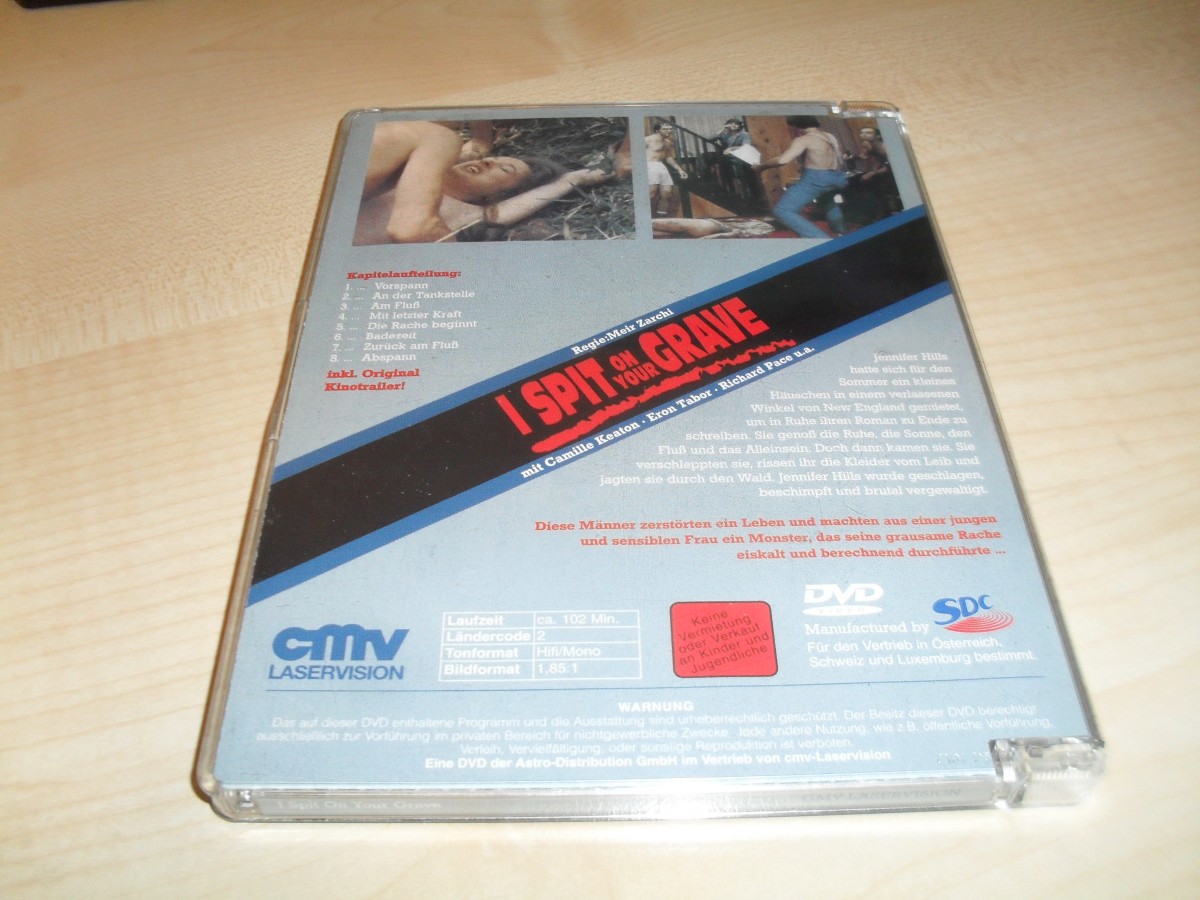 Kapitelaufteilung:
1. ... Vorspann
2. ... An der Tankstelle
3. ... Am Fluß
4. ... Mit letzter Kraft
5. ... Die Rache beginnt
6. ... Badezeit
7. ... Zurück am Fluß
8. ... Abspann
inkl. Original
Kinotrailer!
Regie:Meir Zarchi
I SPIT ON YOUR GRAVE
mit Camille Keaton · Eron Tabor · Richard Pace u.a.
Jennifer Hills
hatte sich für den
Sommer ein kleines
Häuschen in einem verlassenen
Winkel von New England gemietet,
um in Ruhe ihren Roman zu Ende zu
schreiben. Sie genoß die Ruhe, die Sonne, den
Fluß und das Alleinsein. Doch dann kamen sie. Sie
verschleppten sie, rissen ihr die Kleider vom Leib und
jagten sie durch den Wald. Jennifer Hills wurde geschlagen,
beschimpft und brutel vergewaltigt.
Diese Männer zerstörten ein Leben und machten aus einer jungen
und sensiblen Frau ein Monster, das seine grausame Rache
eiskalt und berechnend durchführte ...
cmv
LASERVISION
Laufzeit ca. 102 Min.
Ländercode 2
Tonformat Hifi/Mono
Bildformat 1,85:1
Keine
Vermietung
oder Verkauf
an Kinder und
Jugendliche
DVD
VIDEO
SDC
Manufactured by
Für den Vertrieb in Österreich,
Schweiz und Luxemburg bestimmt.
WARNUNG
Das auf dieser DVD enthaltene Programm und die Ausstattung sind urheberrechtlich geschützt. Der Besitz dieser DVD berechtigt
ausschließlich zur Vorführung im privaten Bereich für nichtgewerbliche Zwecke. Jede andere Nutzung, wie z.B. öffentliche Vorführung,
Verleih, Vervielfältigung, oder sonstige Reproduktion ist verboten.
Eine DVD der Astro-Distribution GmbH im Vertrieb von cmv-Laservision
I Spit On Your Grave
CMV-LASERVISION